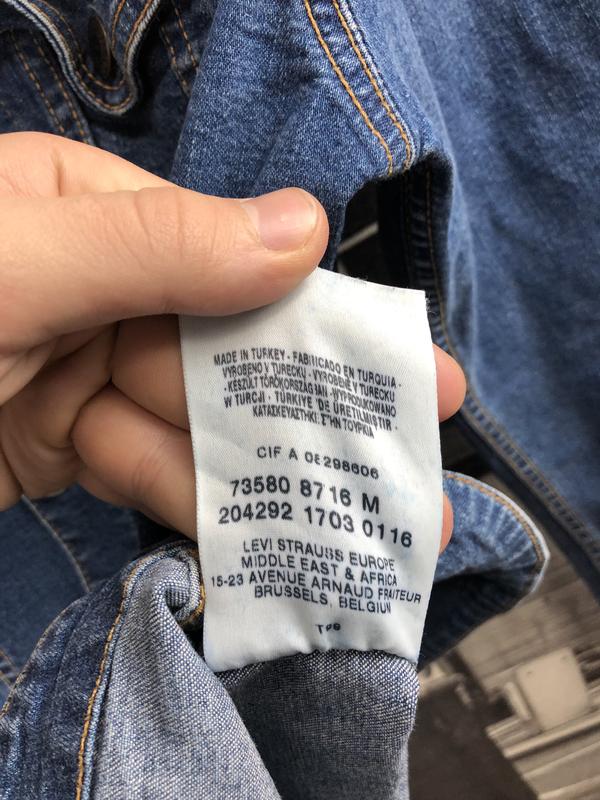 MADE IN TURKEY - FABRICADO EN TURQUIA -
VYROBENO V TURECKU - VYROBENÉ V TURECKU
- KÉSZÜLT TÖRÖKORSZÁGBAN - WYPRODUKOWANO
W TURCJI - TÜRKİYE 'DE ÜRETİLMİŞTİR -
ΚΑΤΑΣΚΕΥΑΣΤΗΚΕ ΣΤΗΝ ΤΟΥΡΚΙΑ
CIF A 08298606
73580 8716 M
204292 1703 0116
LEVI STRAUSS EUROPE
MIDDLE EAST & AFRICA
15-23 AVENUE ARNAUD FRAITEUR
BRUSSELS, BELGIUM